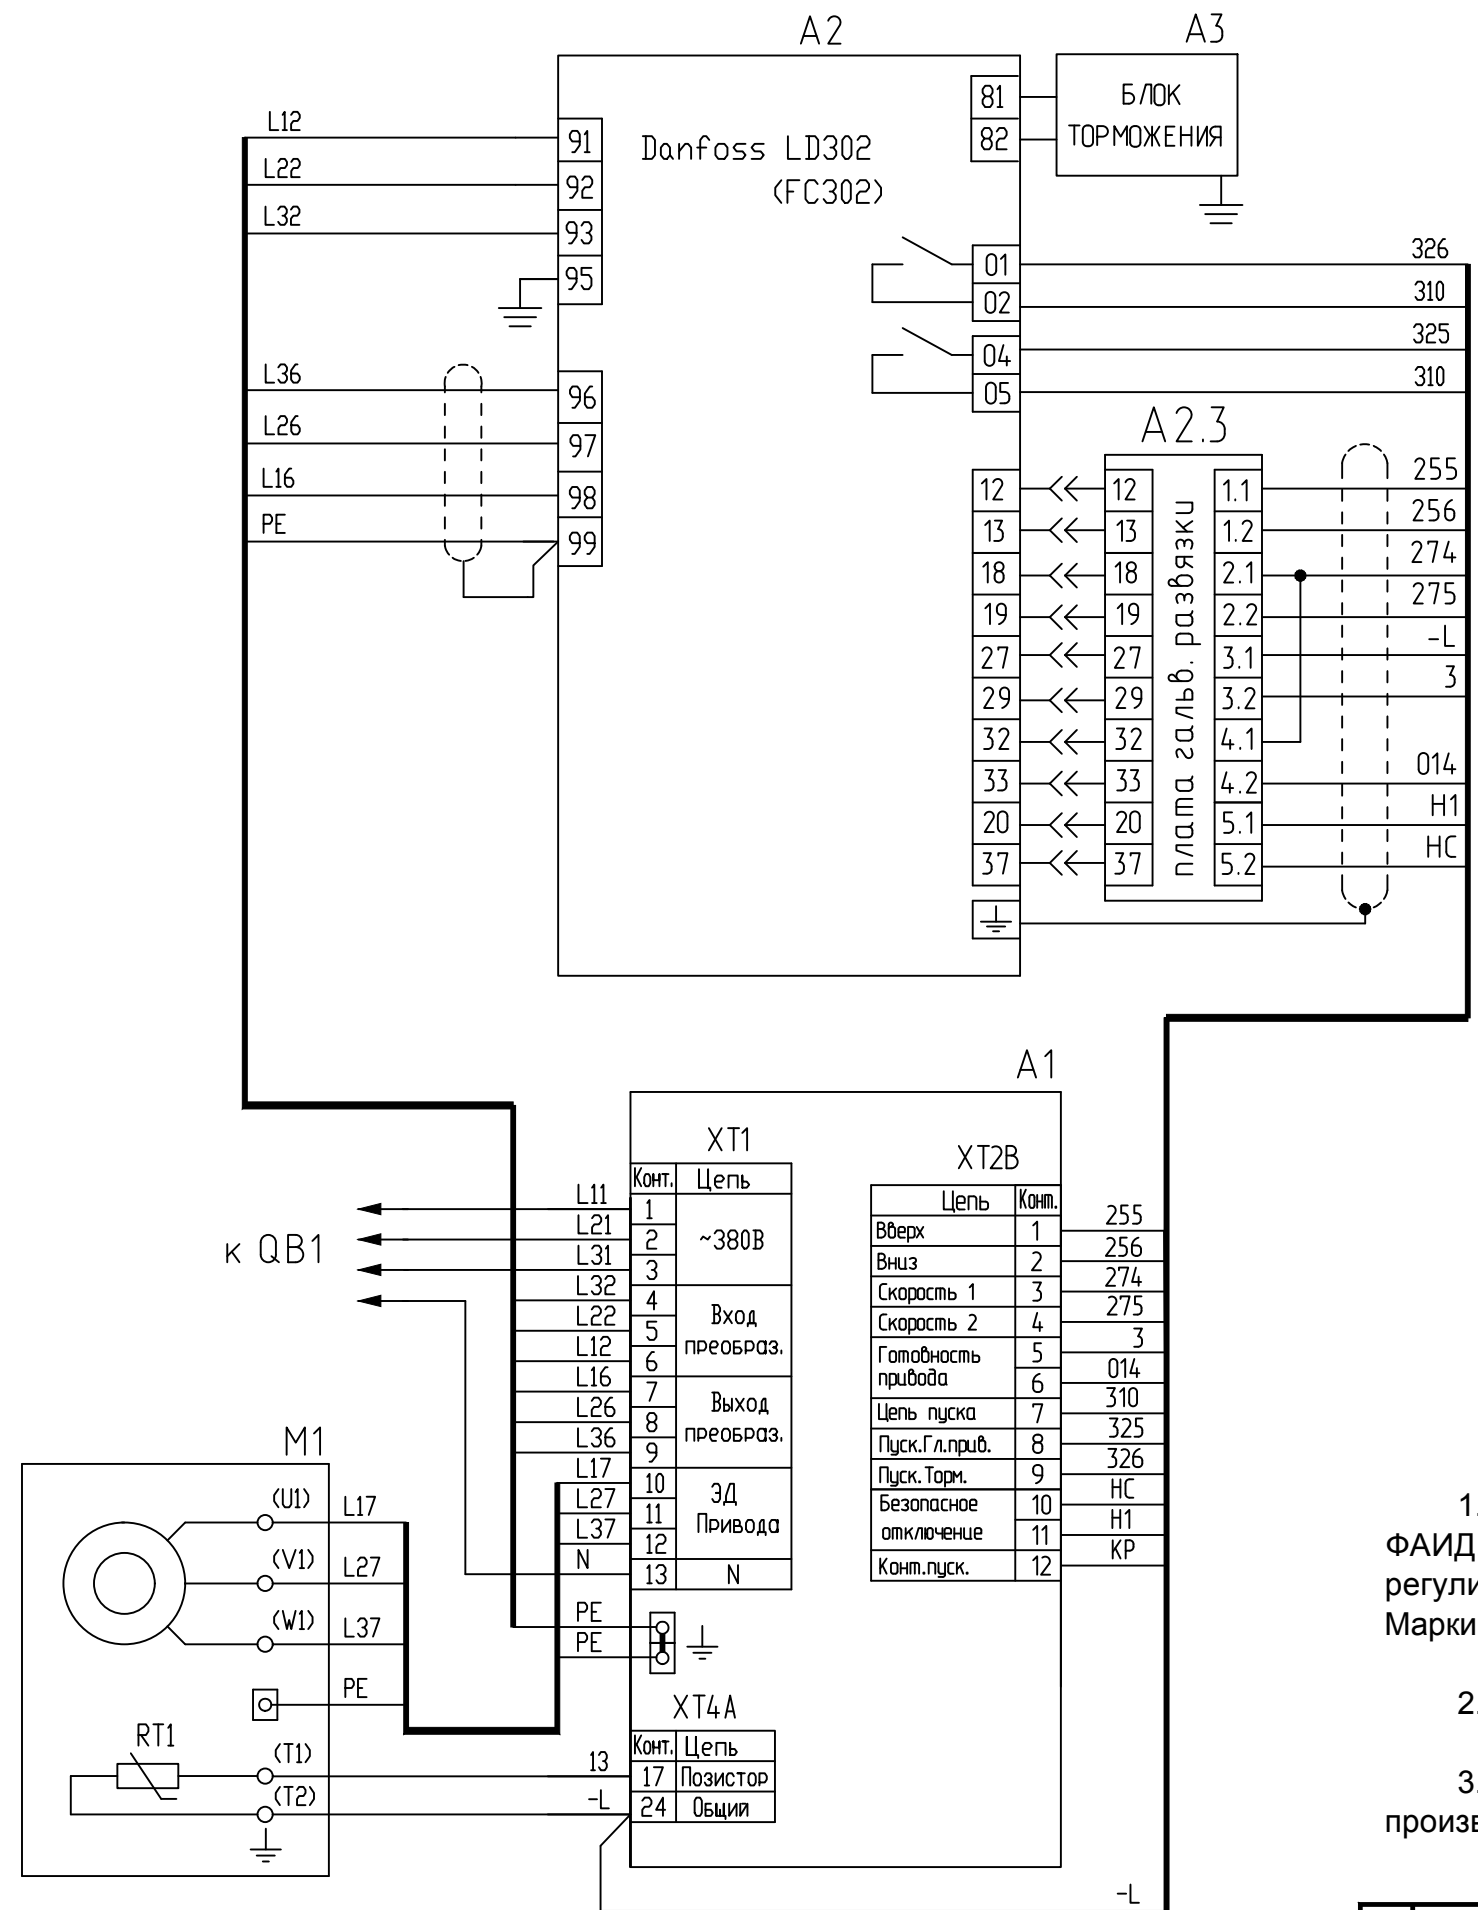 A2
A3
81
82
БЛОК
ТОРМОЖЕНИЯ
Danfoss LD302
(FC302)
L12
91
L22
92
L32
93
95
L36
96
L26
97
L16
98
PE
99
01
326
02
310
04
325
05
310
A2.3
плата гальв. развязки
12
12
1.1
255
13
13
1.2
256
18
18
2.1
274
19
19
2.2
275
27
27
3.1
-L
29
29
3.2
3
32
32
4.1
33
33
4.2
014
20
20
5.1
H1
37
37
5.2
HC
A1
XT1
Конт. Цепь
L11 1
L21 2
L31 3
~380В
L32 4
L22 5
L12 6
Вход
преобраз.
L16 7
L26 8
L36 9
Выход
преобраз.
L17 10
L27 11
L37 12
ЭД
Привода
N 13 N
PE
PE
к QB1
XT2B
Цепь Конт.
Вверх 1 255
Вниз 2 256
Скорость 1 3 274
Скорость 2 4 275
Готовность
привода
5 3
6 014
Цепь пуска 7 310
Пуск.Гл.прив. 8 325
Пуск.Торм. 9 326
Безопасное
отключение
10 HC
11 H1
Конт.пуск. 12 KP
M1
(U1) L17
(V1) L27
(W1) L37
PE
RT1
(T1)
(T2)
XT4A
Конт. Цепь
13 17 Позистор
-L 24 Общий
-L
1.
ФАИД
регули
Марки
2.
3.
произв